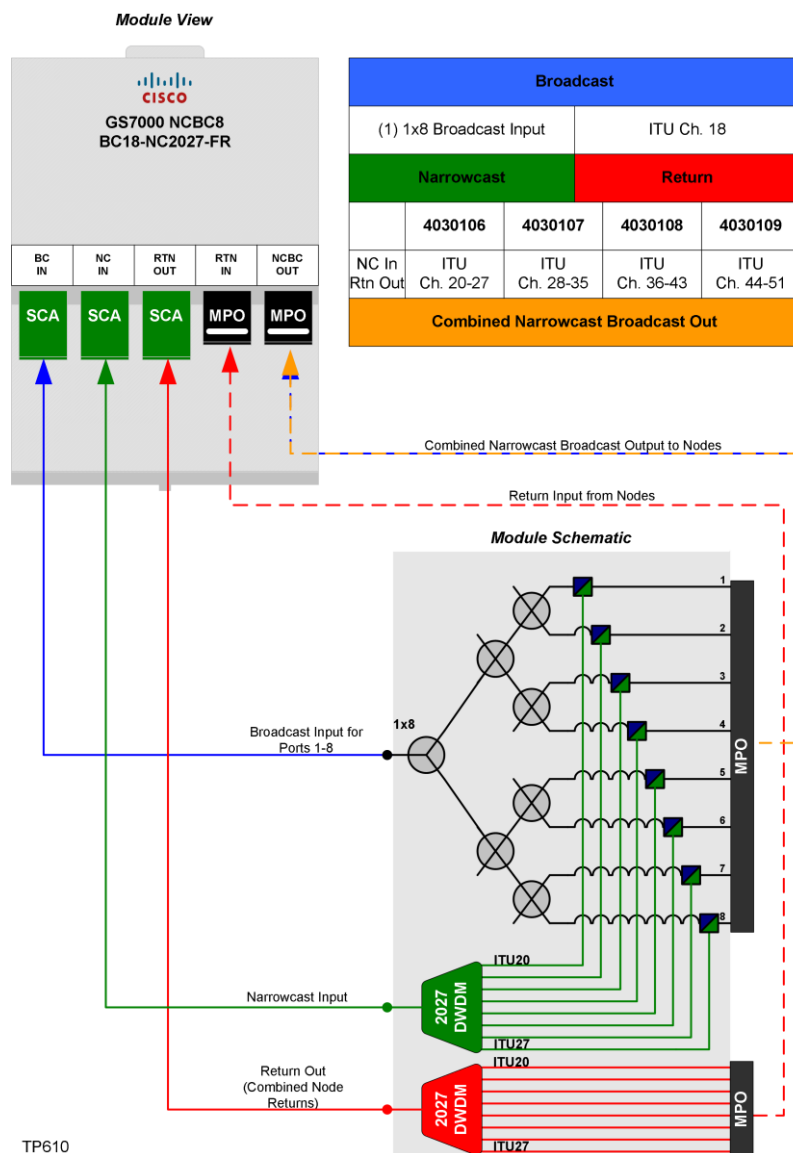 Module View
CISCO
GS7000 NCBC8
BC18-NC2027-FR
BC IN
NC IN
RTN OUT
RTN IN
NCBC OUT
SCA
SCA
SCA
MPO
MPO
Broadcast
(1) 1x8 Broadcast Input
ITU Ch. 18
Narrowcast
Return
4030106
4030107
4030108
4030109
NC In
Rtn Out
ITU
Ch. 20-27
ITU
Ch. 28-35
ITU
Ch. 36-43
ITU
Ch. 44-51
Combined Narrowcast Broadcast Out
Combined Narrowcast Broadcast Output to Nodes
Return Input from Nodes
Module Schematic
1
2
3
4
5
6
7
8
MPO
1x8
Broadcast Input for
Ports 1-8
ITU20
2027
DWDM
Narrowcast Input
ITU27
ITU20
Return Out
(Combined Node
Returns)
2027
DWDM
MPO
ITU27
TP610